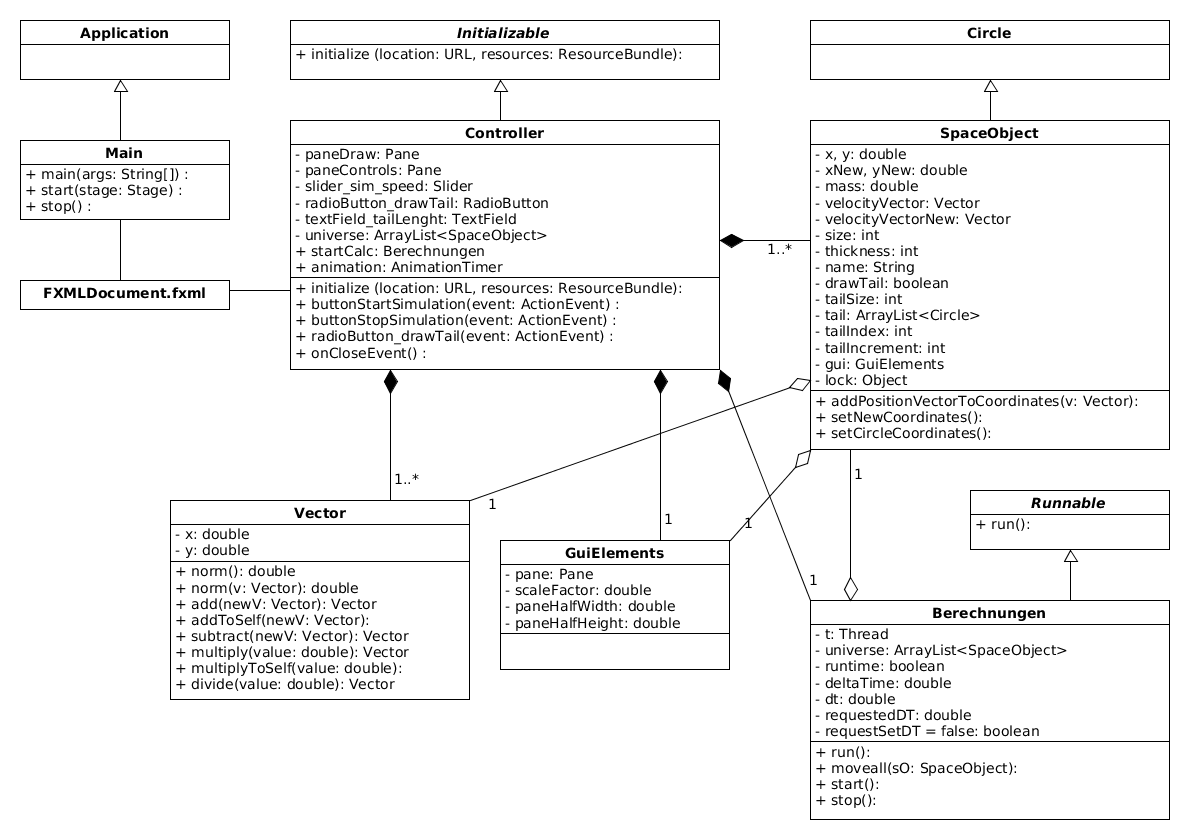 Application
Initializable
+ initialize (location: URL, resources: ResourceBundle):
Circle
Main
+ main(args: String[]) :
+ start(stage: Stage) :
+ stop() :
FXMLDocument.fxml
Controller
- paneDraw: Pane
- paneControls: Pane
- slider_sim_speed: Slider
- radioButton_drawTail: RadioButton
- textField_tailLenght: TextField
- universe: ArrayList<SpaceObject>
+ startCalc: Berechnungen
+ animation: AnimationTimer
+ initialize (location: URL, resources: ResourceBundle):
+ buttonStartSimulation(event: ActionEvent) :
+ buttonStopSimulation(event: ActionEvent) :
+ radioButton_drawTail(event: ActionEvent) :
+ onCloseEvent() :
1..*
SpaceObject
- x, y: double
- xNew, yNew: double
- mass: double
- velocityVector: Vector
- velocityVectorNew: Vector
- size: int
- thickness: int
- name: String
- drawTail: boolean
- tailSize: int
- tail: ArrayList<Circle>
- tailIndex: int
- tailIncrement: int
- gui: GuiElements
- lock: Object
+ addPositionVectorToCoordinates(v: Vector):
+ setNewCoordinates():
+ setCircleCoordinates():
1..*
1
1
1
1
1
Vector
- x: double
- y: double
+ norm(): double
+ norm(v: Vector): double
+ add(newV: Vector): Vector
+ addToSelf(newV: Vector):
+ subtract(newV: Vector): Vector
+ multiply(value: double): Vector
+ multiplyToSelf(value: double):
+ divide(value: double): Vector
GuiElements
- pane: Pane
- scaleFactor: double
- paneHalfWidth: double
- paneHalfHeight: double
Runnable
+ run():
Berechnungen
- t: Thread
- universe: ArrayList<SpaceObject>
- runtime: boolean
- deltaTime: double
- dt: double
- requestedDT: double
- requestSetDT = false: boolean
+ run():
+ moveall(sO: SpaceObject):
+ start():
+ stop():